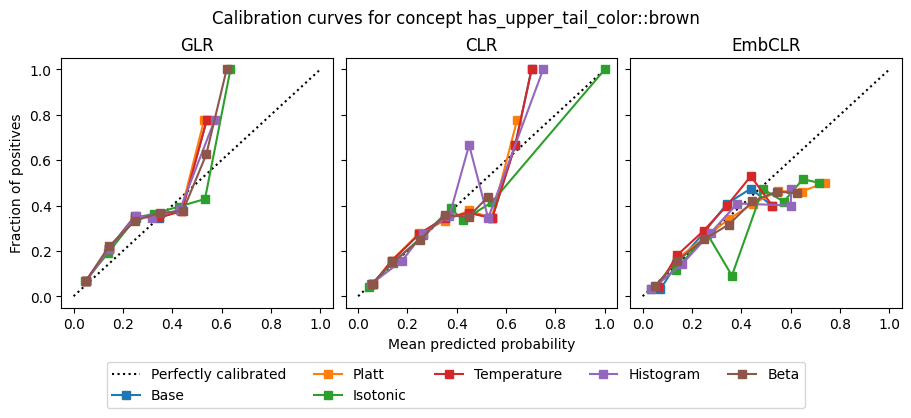 Calibration curves for concept has_upper_tail_color::brown
GLR
CLR
EmbCLR
Fraction of positives
1.0
0.8
0.6
0.4
0.2
0.0
0.0 0.2 0.4 0.6 0.8 1.0
0.0 0.2 0.4 0.6 0.8 1.0
0.0 0.2 0.4 0.6 0.8 1.0
Mean predicted probability
Perfectly calibrated
Base
Platt
Isotonic
Temperature
Histogram
Beta